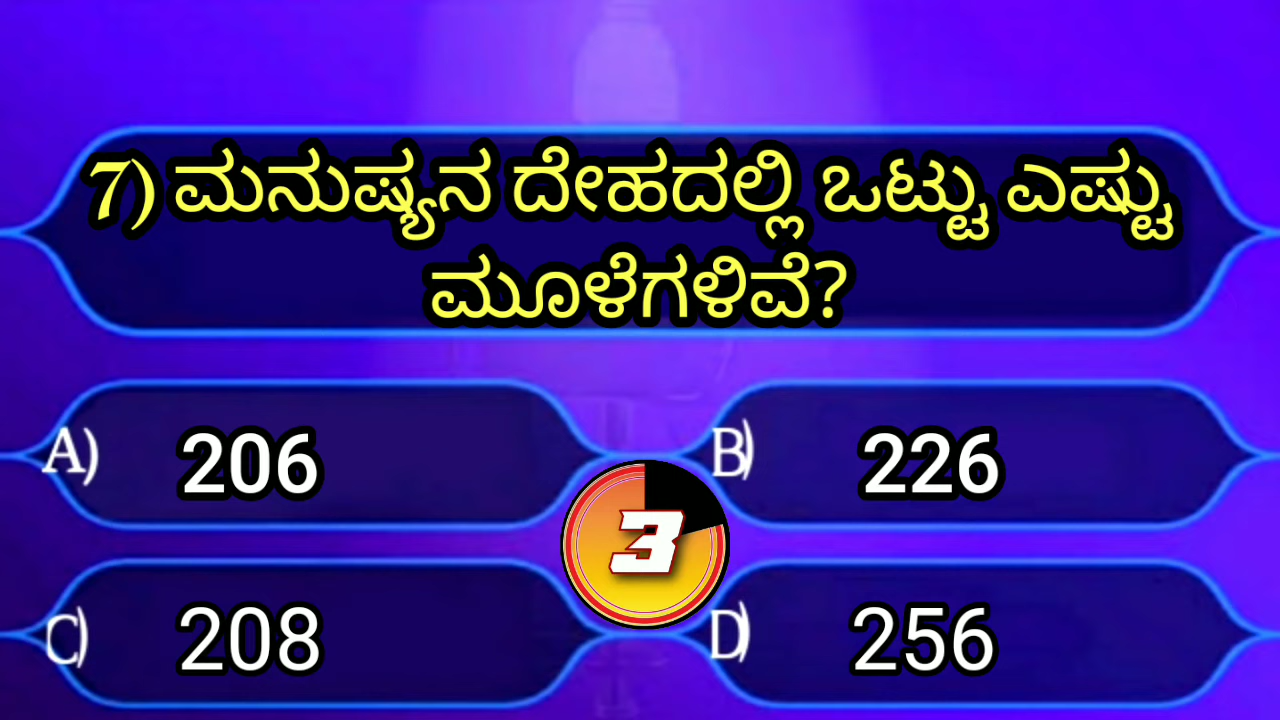 7) ಮನುಷ್ಯನ ದೇಹದಲ್ಲಿ ಒಟ್ಟು ಎಷ್ಟು
ಮೂಳೆಗಳಿವೆ?
A) 206
B) 226
3
C) 208
D) 256